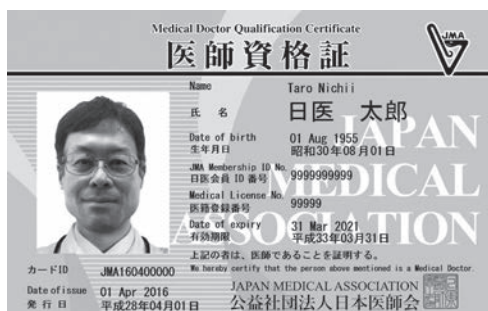 Medical Doctor Qualification Certificate
医師資格証
JMA
Name Taro Nichii
氏 名 日医 太郎
Date of birth 01 Aug 1955
生年月日 昭和30年08月01日
JMA Membership ID No.
日医会員 ID 番号 9999999999
Medical License No.
医籍登録番号 99999
Date of expiry 31 Mar 2021
有効期限 平成33年03月31日
JAPAN
MEDICAL
ASSOCIATION
上記の者は、医師であることを証明する。
We hereby certify that the person above mentioned is a Medical Doctor.
カードID JMA160400000
Date of issue 01 Apr 2016
発行日 平成28年04月01日
JAPAN MEDICAL ASSOCIATION
公益社団法人日本医師会